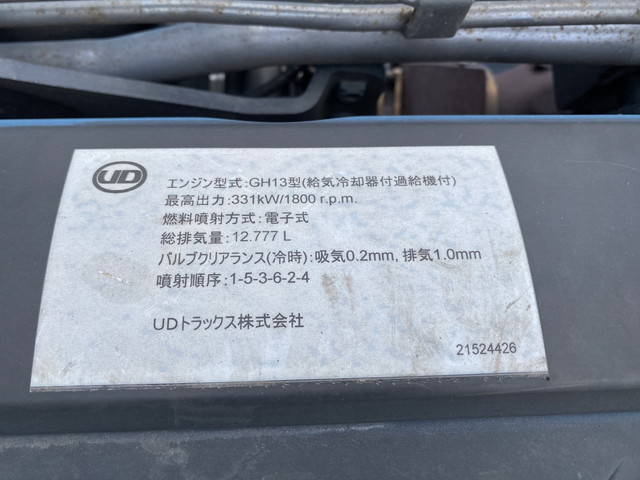 UD
エンジン型式:GH13型(給気冷却器付過給機付)
最高出力:331kW/1800 r.p.m.
燃料噴射方式:電子式
総排気量:12.777 L
バルブクリアランス(冷時):吸気0.2mm, 排気1.0mm
噴射順序:1-5-3-6-2-4
UDトラックス株式会社
21524426